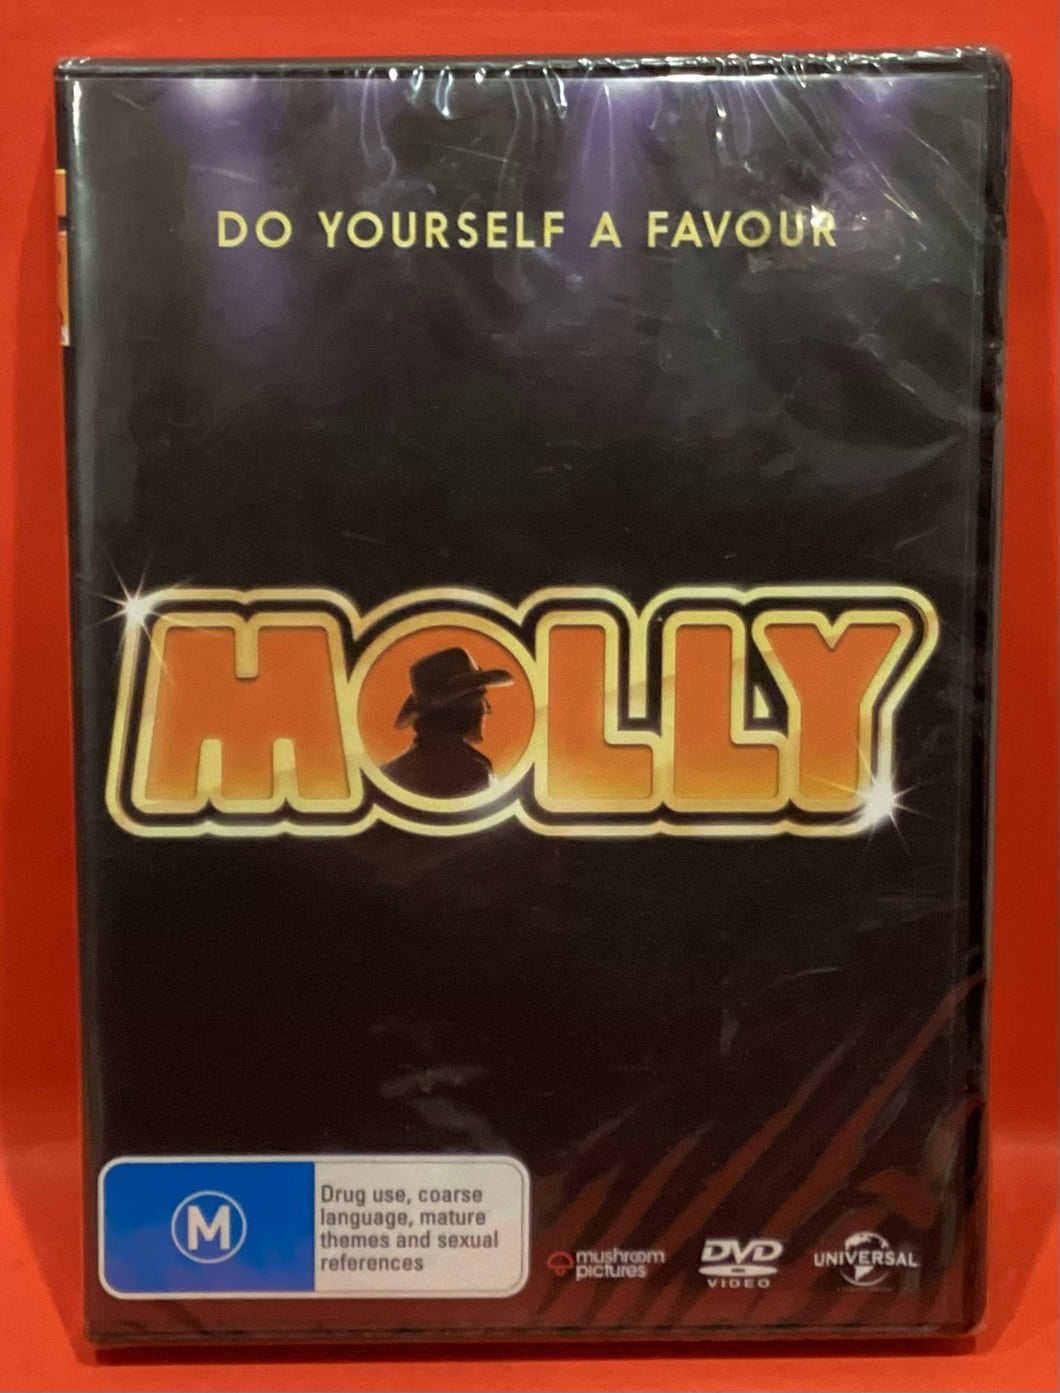 DO YOURSELF A FAVOUR
MOLLY
M
Drug use, coarse
language, mature
themes and sexual
references
mushroom
pictures
DVD
VIDEO
UNIVERSAL